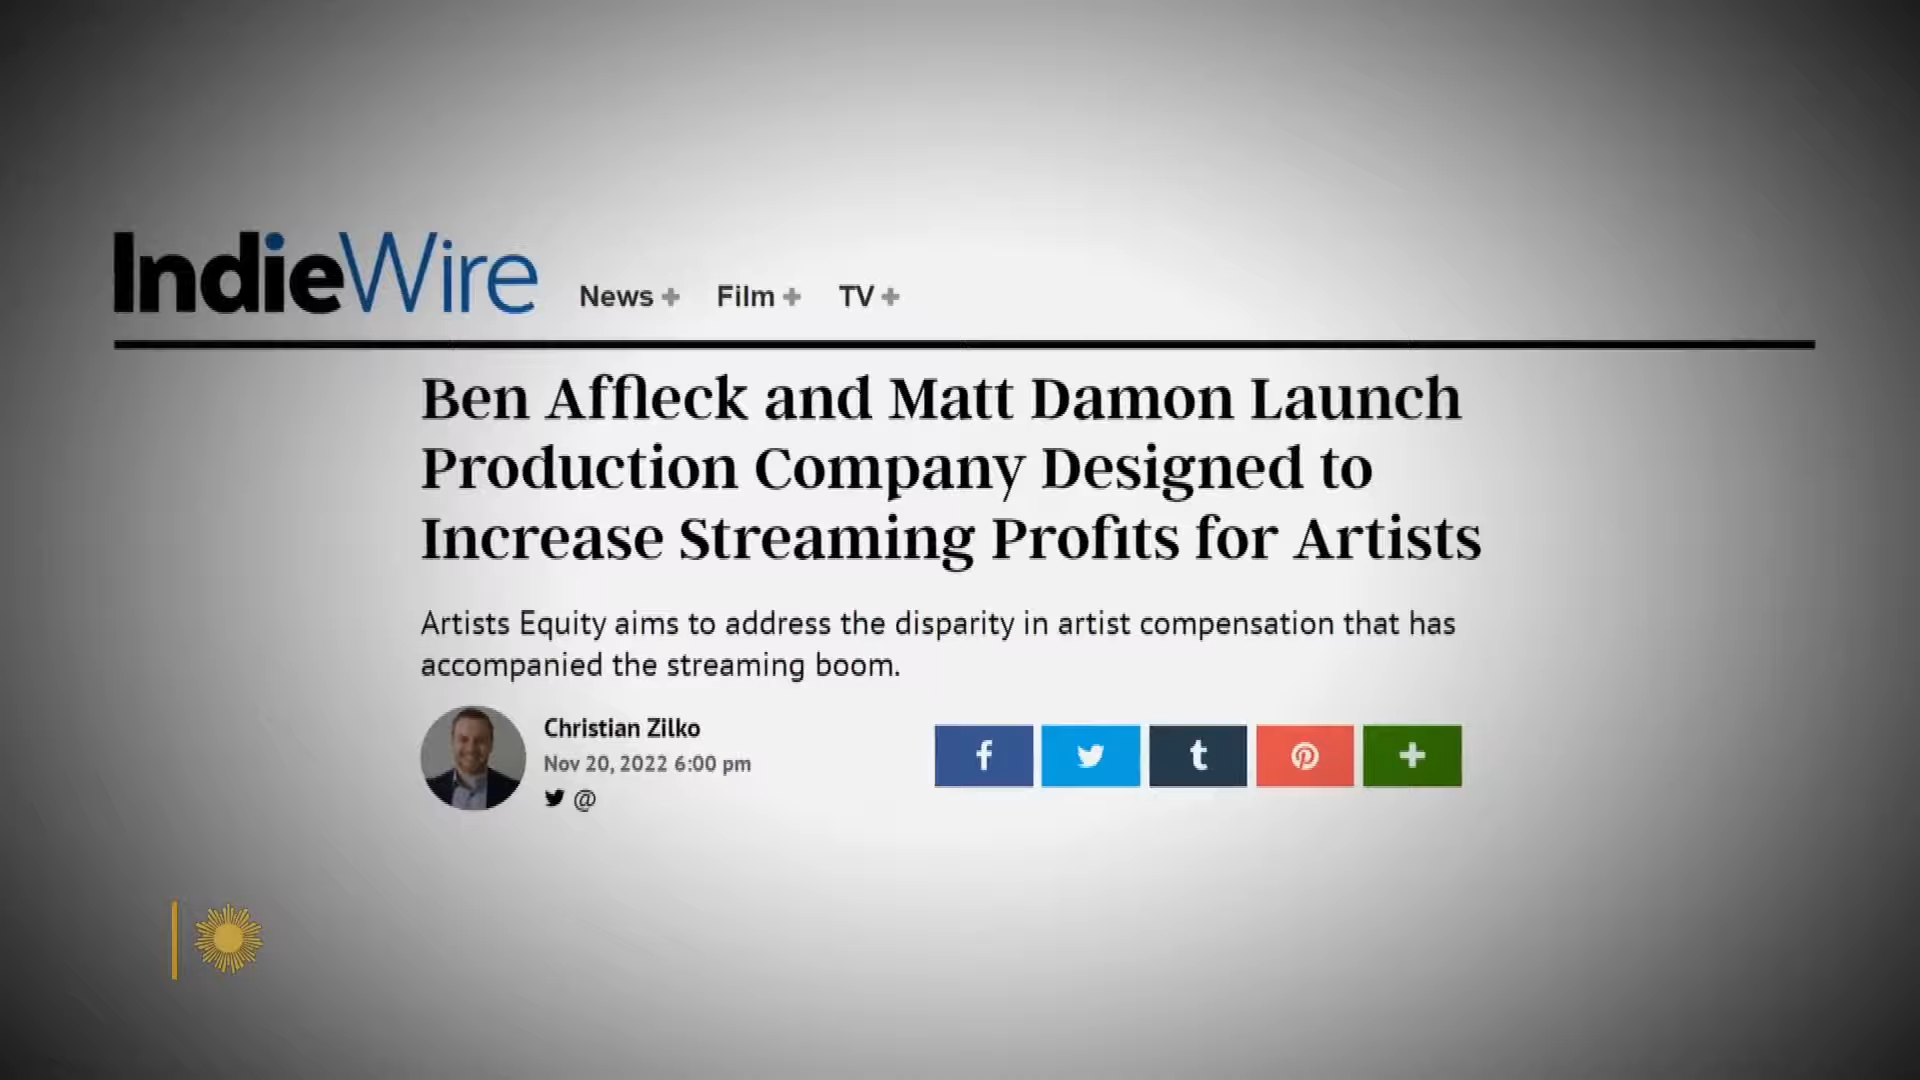 IndieWire News + Film + TV +
Ben Affleck and Matt Damon Launch
Production Company Designed to
Increase Streaming Profits for Artists
Artists Equity aims to address the disparity in artist compensation that has
accompanied the streaming boom.
Christian Zilko
Nov 20, 2022 6:00 pm
@
f t +